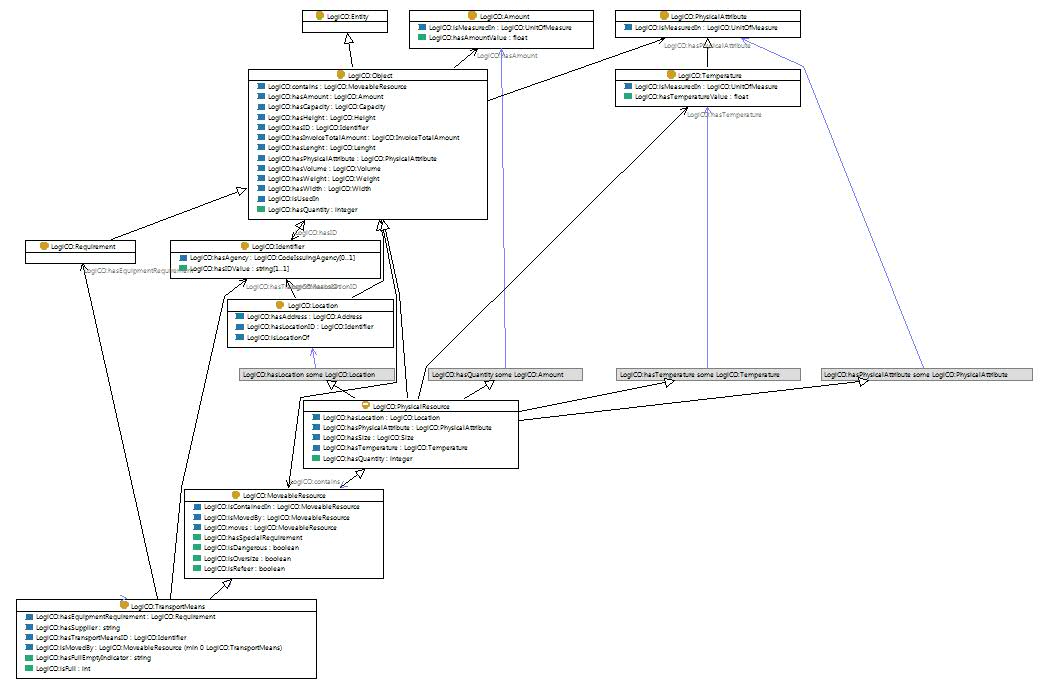 LogiCO:Entity
LogiCO:Amount
LogiCO:isMeasuredIn : LogiCO:UnitOfMeasure
LogiCO:hasAmountValue : float
LogiCO:PhysicalAttribute
LogiCO:isMeasuredIn : LogiCO:UnitOfMeasure
LogiCO:hasPhysicalAttribute
LogiCO:hasAmount
LogiCO:Object
LogiCO:contains : LogiCO:MoveableResource
LogiCO:hasAmount : LogiCO:Amount
LogiCO:hasCapacity : LogiCO:Capacity
LogiCO:hasHeight : LogiCO:Height
LogiCO:hasID : LogiCO:Identifier
LogiCO:hasInvoiceTotalAmount : LogiCO:InvoiceTotalAmount
LogiCO:hasLenght : LogiCO:Lenght
LogiCO:hasPhysicalAttribute : LogiCO:PhysicalAttribute
LogiCO:hasVolume : LogiCO:Volume
LogiCO:hasWeight : LogiCO:Weight
LogiCO:hasWidth : LogiCO:Width
LogiCO:isUsedIn
LogiCO:hasQuantity : integer
LogiCO:Temperature
LogiCO:isMeasuredIn : LogiCO:UnitOfMeasure
LogiCO:hasTemperatureValue : float
LogiCO:hasTemperature
LogiCO:hasID
LogiCO:Requirement
LogiCO:hasEquipmentRequirement
LogiCO:Identifier
LogiCO:hasAgency : LogiCO:CodeIssuingAgency[0..1]
LogiCO:hasIDValue : string[1..1]
LogiCO:Location
LogiCO:hasAddress : LogiCO:Address
LogiCO:hasLocationID : LogiCO:Identifier
LogiCO:isLocationOf
LogiCO:hasLocation some LogiCO:Location
LogiCO:hasQuantity some LogiCO:Amount
LogiCO:hasTemperature some LogiCO:Temperature
LogiCO:hasPhysicalAttribute some LogiCO:PhysicalAttribute
LogiCO:PhysicalResource
LogiCO:hasLocation : LogiCO:Location
LogiCO:hasPhysicalAttribute : LogiCO:PhysicalAttribute
LogiCO:hasSize : LogiCO:Size
LogiCO:hasTemperature : LogiCO:Temperature
LogiCO:hasQuantity : integer
LogiCO:contains
LogiCO:MoveableResource
LogiCO:isContainedIn : LogiCO:MoveableResource
LogiCO:isMovedBy : LogiCO:MoveableResource
LogiCO:moves : LogiCO:MoveableResource
LogiCO:hasSpecialRequirement
LogiCO:isDangerous : boolean
LogiCO:isOversize : boolean
LogiCO:isReefer : boolean
LogiCO:TransportMeans
LogiCO:hasEquipmentRequirement : LogiCO:Requirement
LogiCO:hasSupplier : string
LogiCO:hasTransportMeansID : LogiCO:Identifier
LogiCO:isMovedBy : LogiCO:MoveableResource (min 0 LogiCO:TransportMeans)
LogiCO:hasFullEmptyIndicator : string
LogiCO:isFull : int